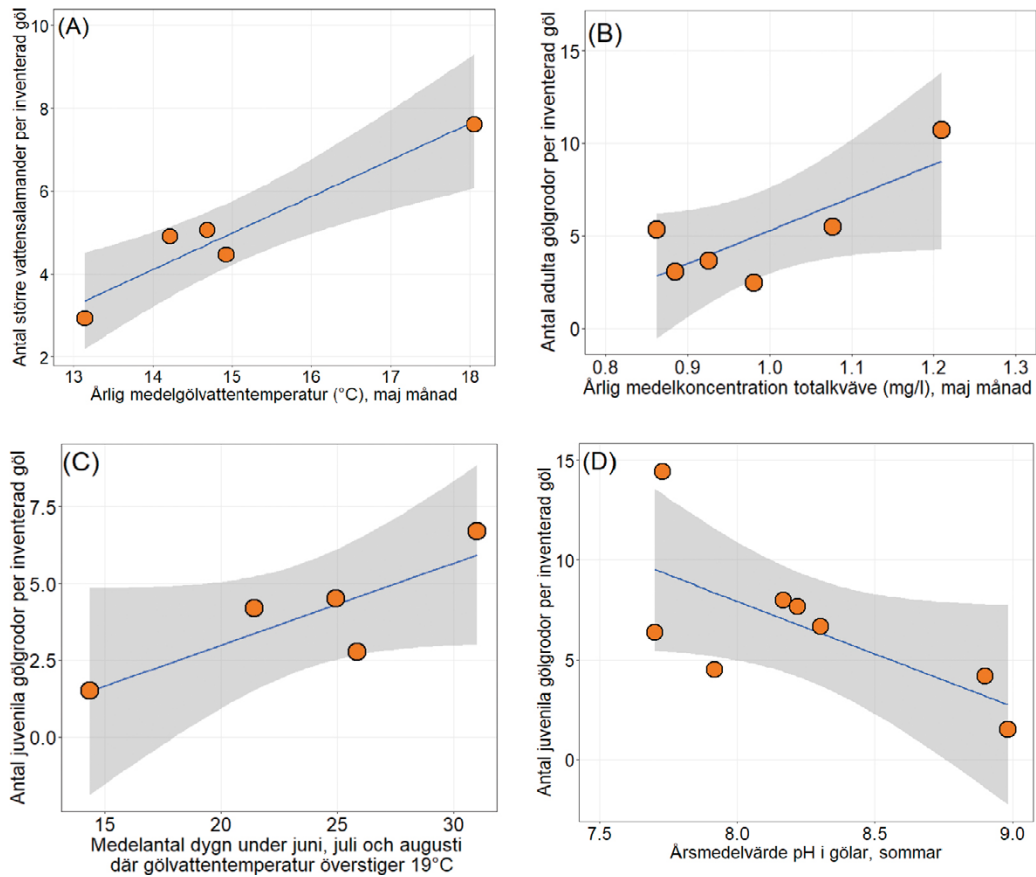 (A)
Antal större vattensalamander per inventerad göl
10
8
6
4
2
13 14 15 16 17 18
Årlig medelgölvattentemperatur (°C), maj månad
(B)
Antal adulta gölgrodor per inventerad göl
15
10
5
0
0.8 0.9 1.0 1.1 1.2 1.3
Årlig medelkoncentration totalkväve (mg/l), maj månad
(C)
Antal juvenila gölgrodor per inventerad göl
7.5
5.0
2.5
0.0
15 20 25 30
Medelantal dygn under juni, juli och augusti
där gölvattentemperatur överstiger 19°C
(D)
Antal juvenila gölgrodor per inventerad göl
15
10
5
0
7.5 8.0 8.5 9.0
Årsmedelvärde pH i gölar, sommar